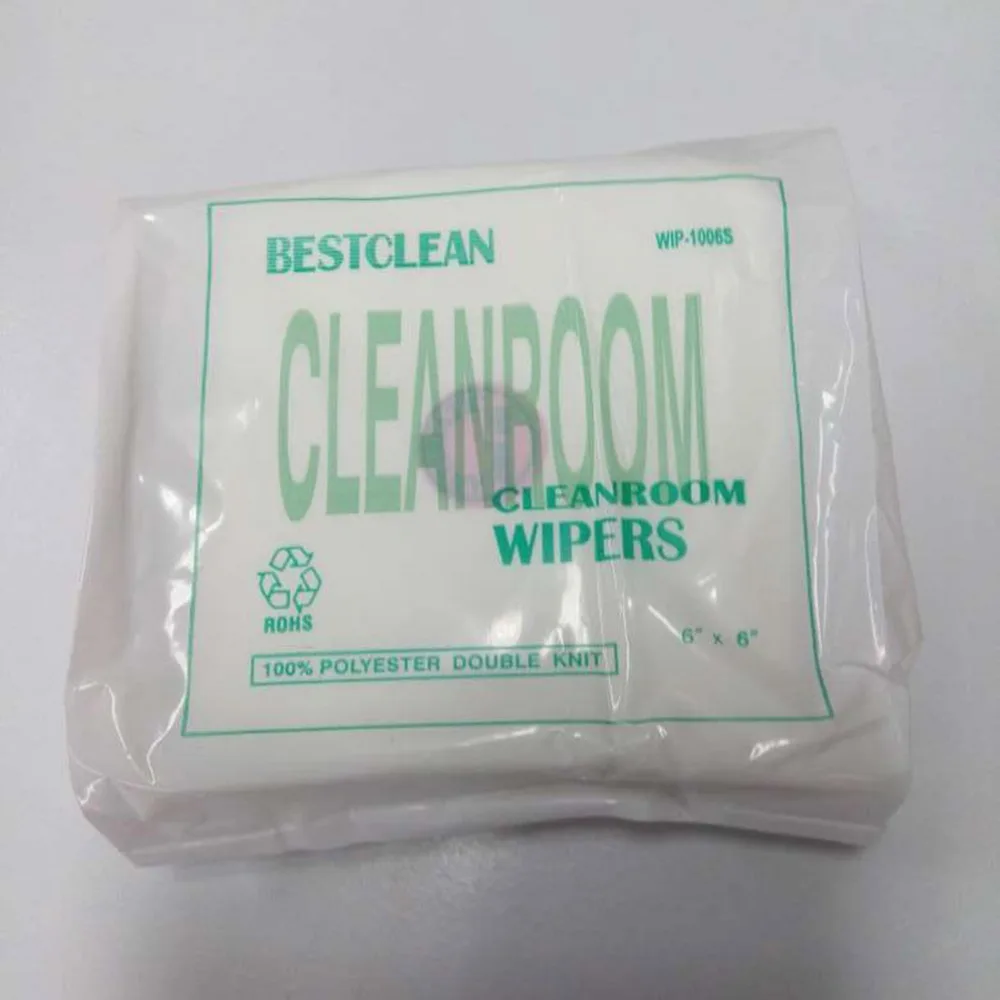 BESTCLEAN
WIP-1006S
CLEANROOM
CLEANROOM
WIPERS
ROHS
6" x 6"
100% POLYESTER DOUBLE KNIT